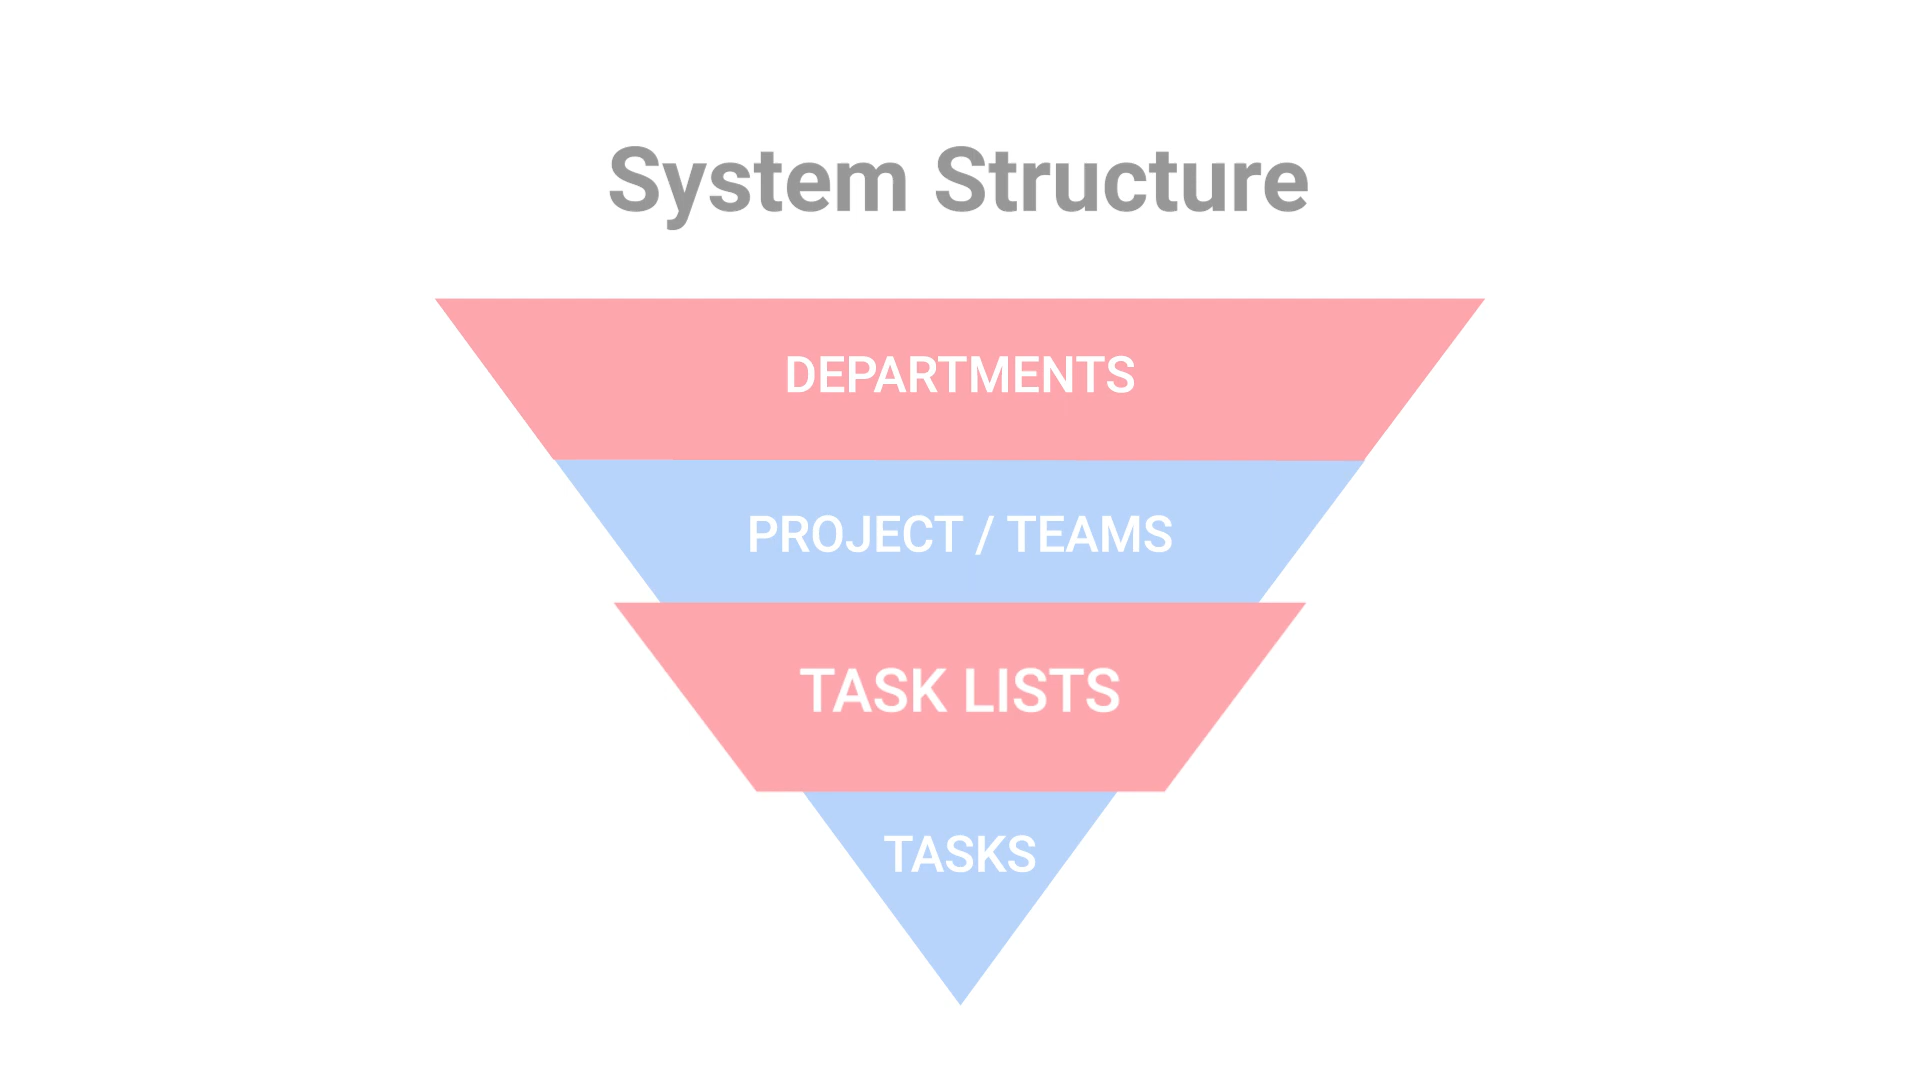 System Structure
DEPARTMENTS
PROJECT / TEAMS
TASK LISTS
TASKS